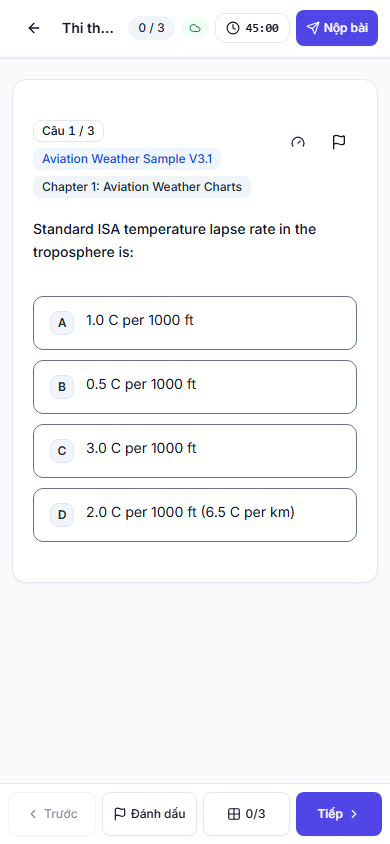 Thi th...
0 / 3
45:00
Nộp bài
Câu 1 / 3
Aviation Weather Sample V3.1
Chapter 1: Aviation Weather Charts
Standard ISA temperature lapse rate in the
troposphere is:
A 1.0 C per 1000 ft
B 0.5 C per 1000 ft
C 3.0 C per 1000 ft
D 2.0 C per 1000 ft (6.5 C per km)
Trước
Đánh dấu
0/3
Tiếp